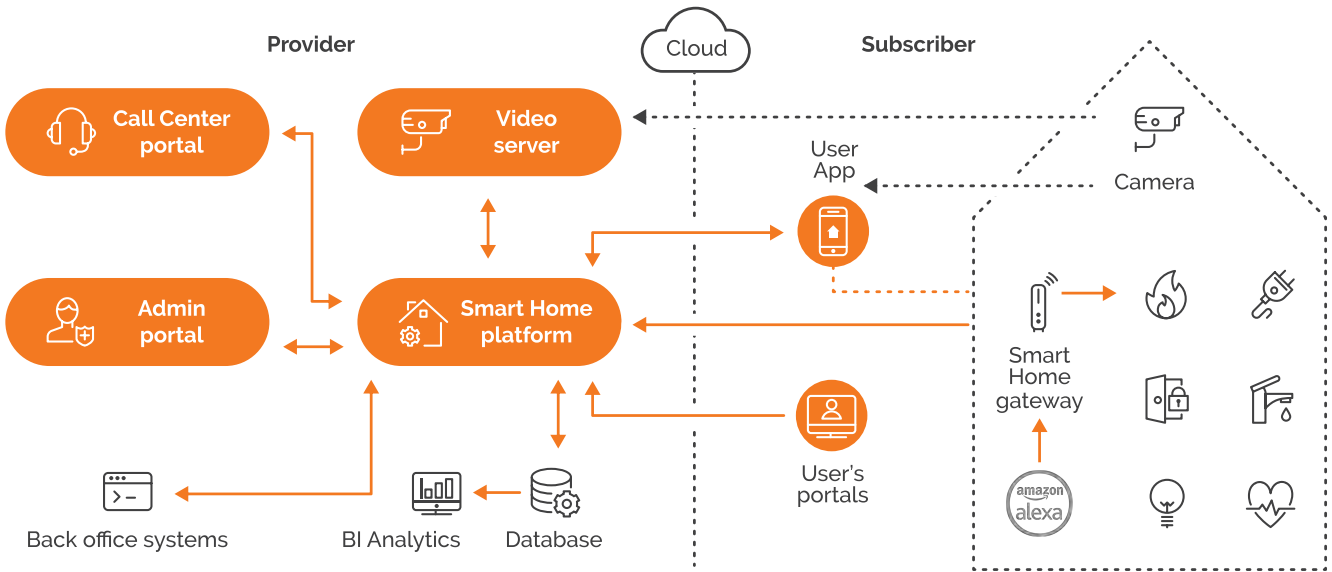 Provider
Cloud
Subscriber
Call Center
portal
Video
server
User
App
Camera
Admin
portal
Smart Home
platform
Smart
Home
gateway
User's
portals
amazon
alexa
Back office systems
BI Analytics
Database